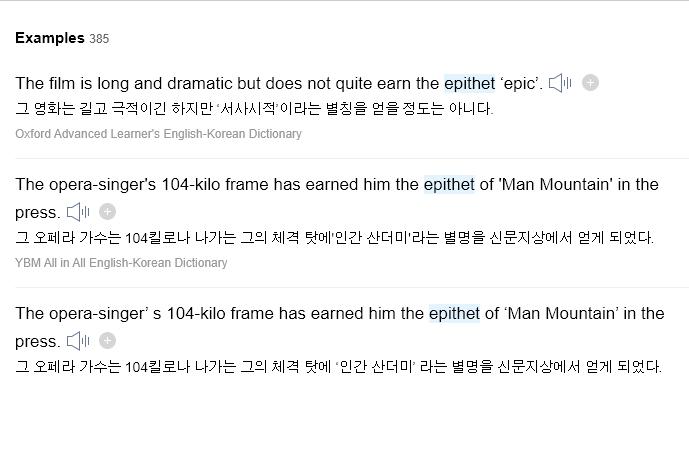 Examples 385
The film is long and dramatic but does not quite earn the epithet ‘epic’.
그 영화는 길고 극적이긴 하지만 ‘서사시적’이라는 별칭을 얻을 정도는 아니다.
Oxford Advanced Learner's English-Korean Dictionary
The opera-singer's 104-kilo frame has earned him the epithet of 'Man Mountain' in the
press.
그 오페라 가수는 104킬로나 나가는 그의 체격 탓에'인간 산더미'라는 별명을 신문지상에서 얻게 되었다.
YBM All in All English-Korean Dictionary
The opera-singer’ s 104-kilo frame has earned him the epithet of ‘Man Mountain’ in the
press.
그 오페라 가수는 104킬로나 나가는 그의 체격 탓에 ‘인간 산더미’ 라는 별명을 신문지상에서 얻게 되었다.